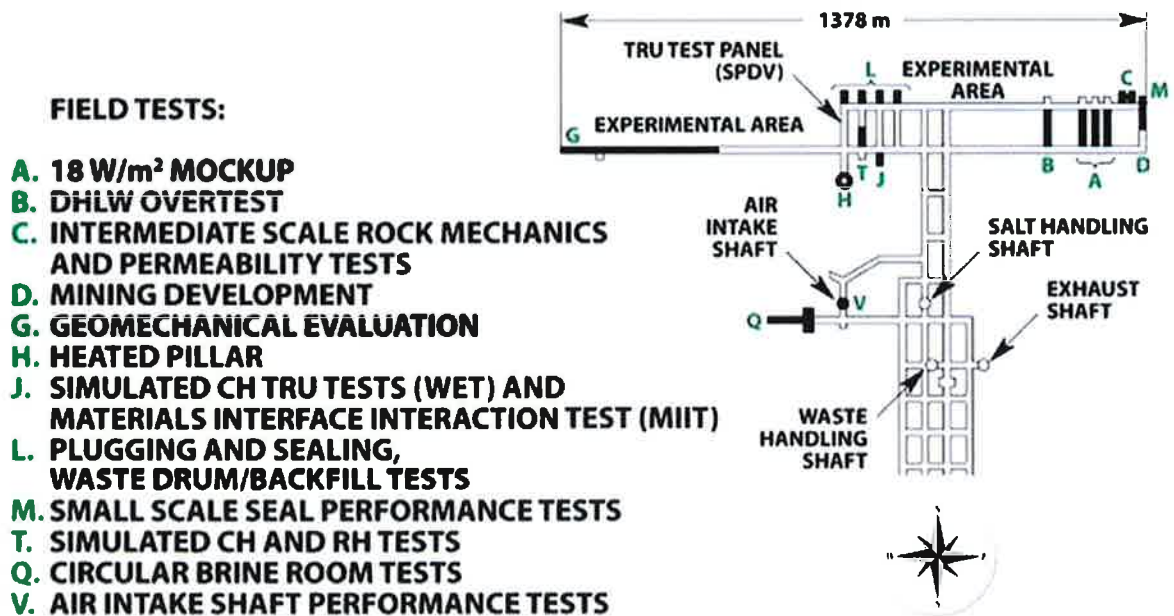 FIELD TESTS:
A. 18 W/m² MOCKUP
B. DHLW OVERTEST
C. INTERMEDIATE SCALE ROCK MECHANICS
AND PERMEABILITY TESTS
D. MINING DEVELOPMENT
G. GEOMECHANICAL EVALUATION
H. HEATED PILLAR
J. SIMULATED CH TRU TESTS (WET) AND
MATERIALS INTERFACE INTERACTION TEST (MIIT)
L. PLUGGING AND SEALING,
WASTE DRUM/BACKFILL TESTS
M. SMALL SCALE SEAL PERFORMANCE TESTS
T. SIMULATED CH AND RH TESTS
Q. CIRCULAR BRINE ROOM TESTS
V. AIR INTAKE SHAFT PERFORMANCE TESTS
1378 m
TRU TEST PANEL
(SPDV)
L
EXPERIMENTAL
AREA
C
M
G
EXPERIMENTAL AREA
T
J
H
B
A
D
AIR
INTAKE
SHAFT
SALT HANDLING
SHAFT
V
EXHAUST
SHAFT
Q
WASTE
HANDLING
SHAFT